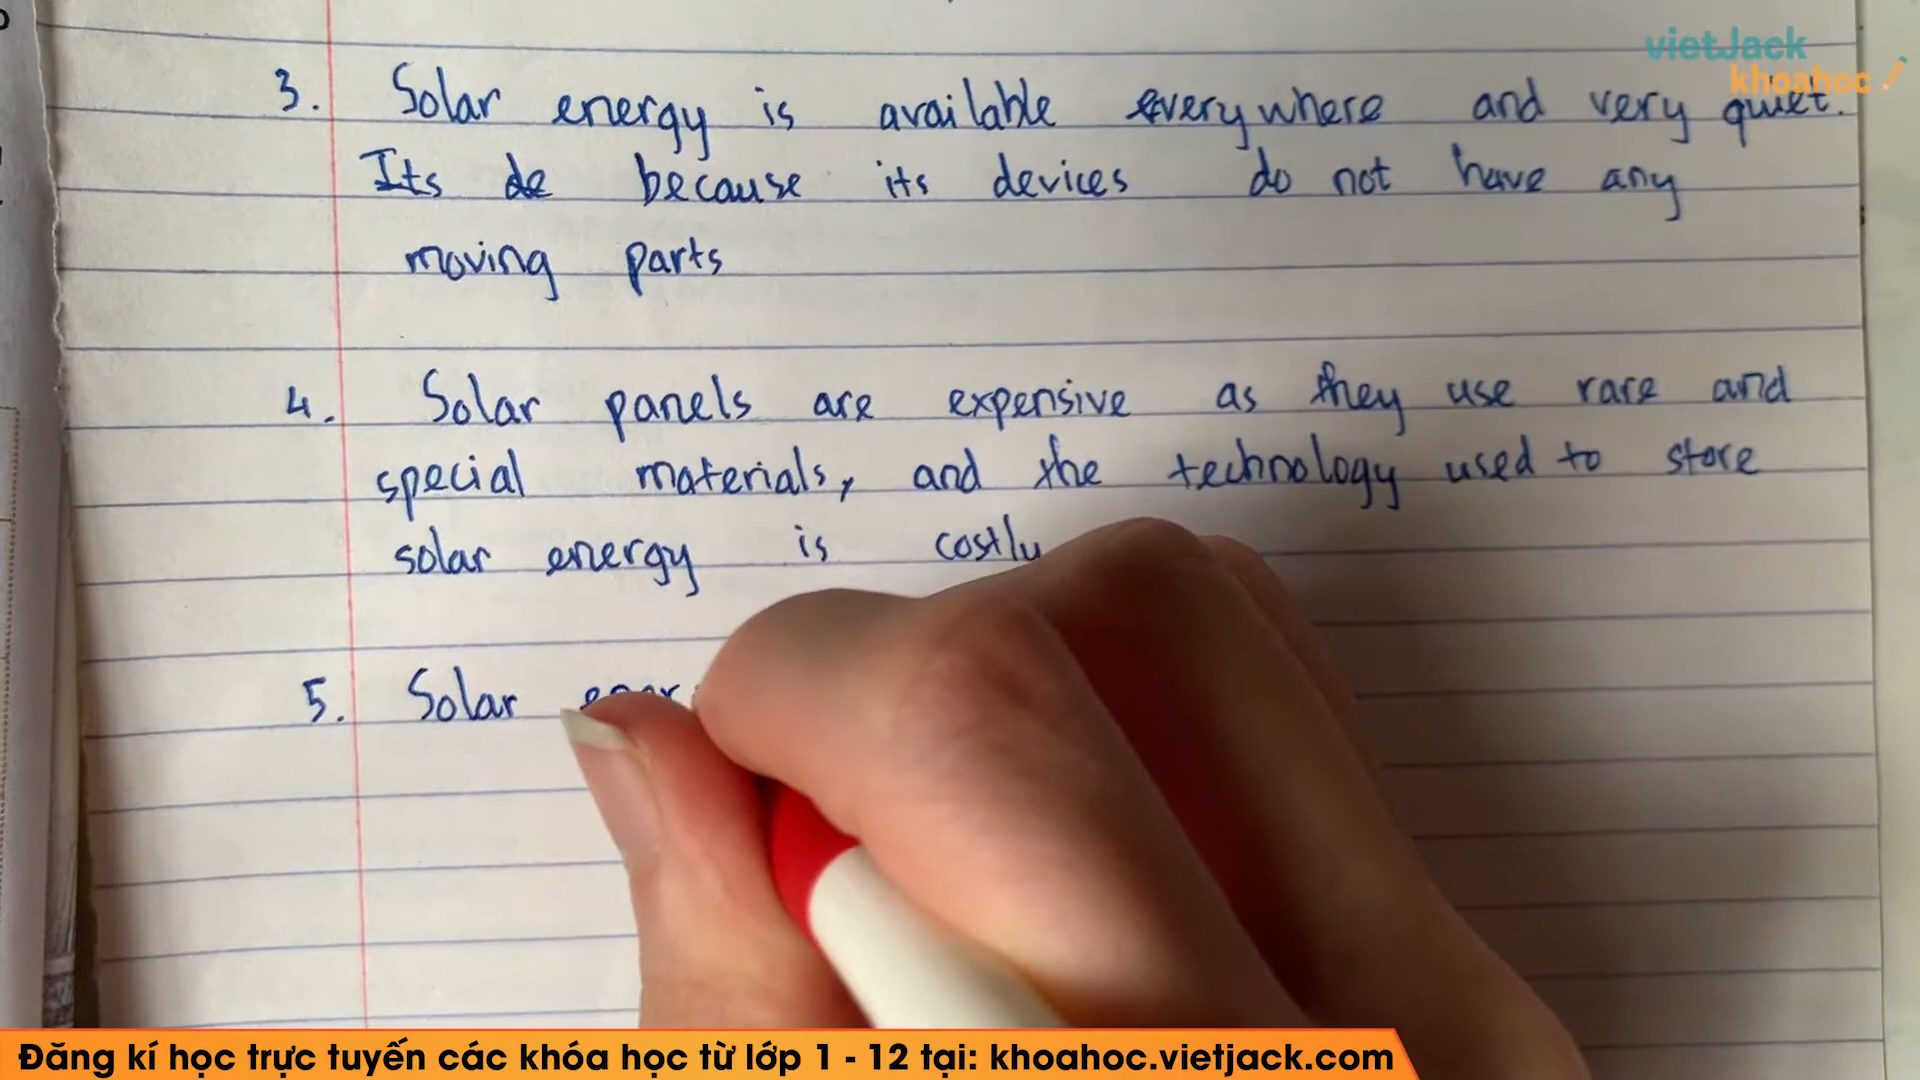 vietJack
khoahoc
3. Solar energy is available everywhere and very quiet.
Its de because its devices do not have any
moving parts
4. Solar panels are expensive as they use rare and
special materials, and the technology used to store
solar energy is costly
5. Solar
Đăng kí học trực tuyến các khóa học từ lớp 1 - 12 tại: khoahoc.vietjack.com